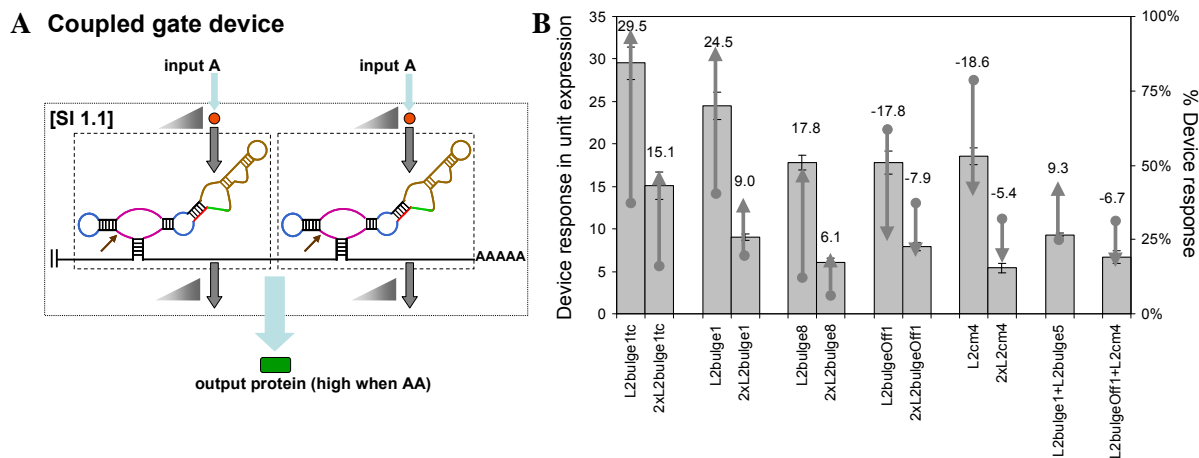 A Coupled gate device
input A
input A
[SI 1.1]
AAAAA
output protein (high when AA)
B
Device response in unit expression
35
30
25
20
15
10
5
0
29.5
15.1
24.5
9.0
17.8
6.1
-17.8
-7.9
-18.6
-5.4
9.3
-6.7
100%
75%
50%
25%
0%
% Device response
L2bulge1tc
2xL2bulge1tc
L2bulge1
2xL2bulge1
L2bulge8
2xL2bulge8
L2bulgeOff1
2xL2bulgeOff1
L2cm4
2xL2cm4
L2bulge1+L2bulge5
L2bulgeOff1+L2cm4